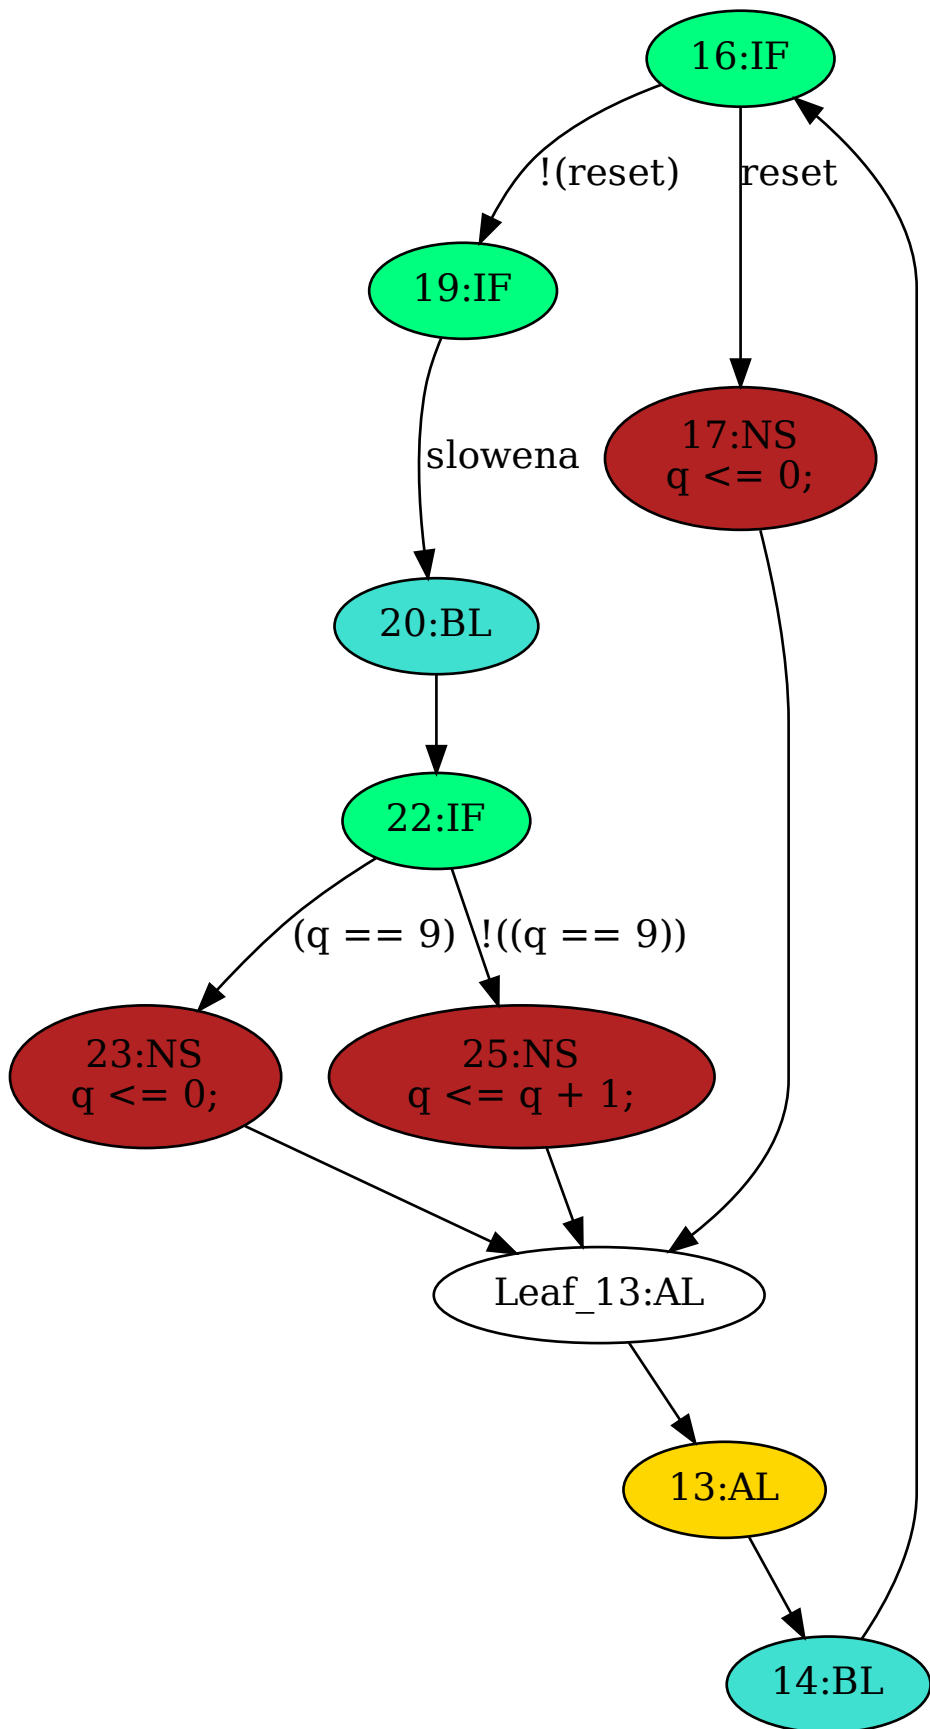 16:IF
!(reset)
reset
19:IF
17:NS
q <= 0;
slowena
20:BL
22:IF
(q == 9)
!((q == 9))
23:NS
q <= 0;
25:NS
q <= q + 1;
Leaf_13:AL
13:AL
14:BL